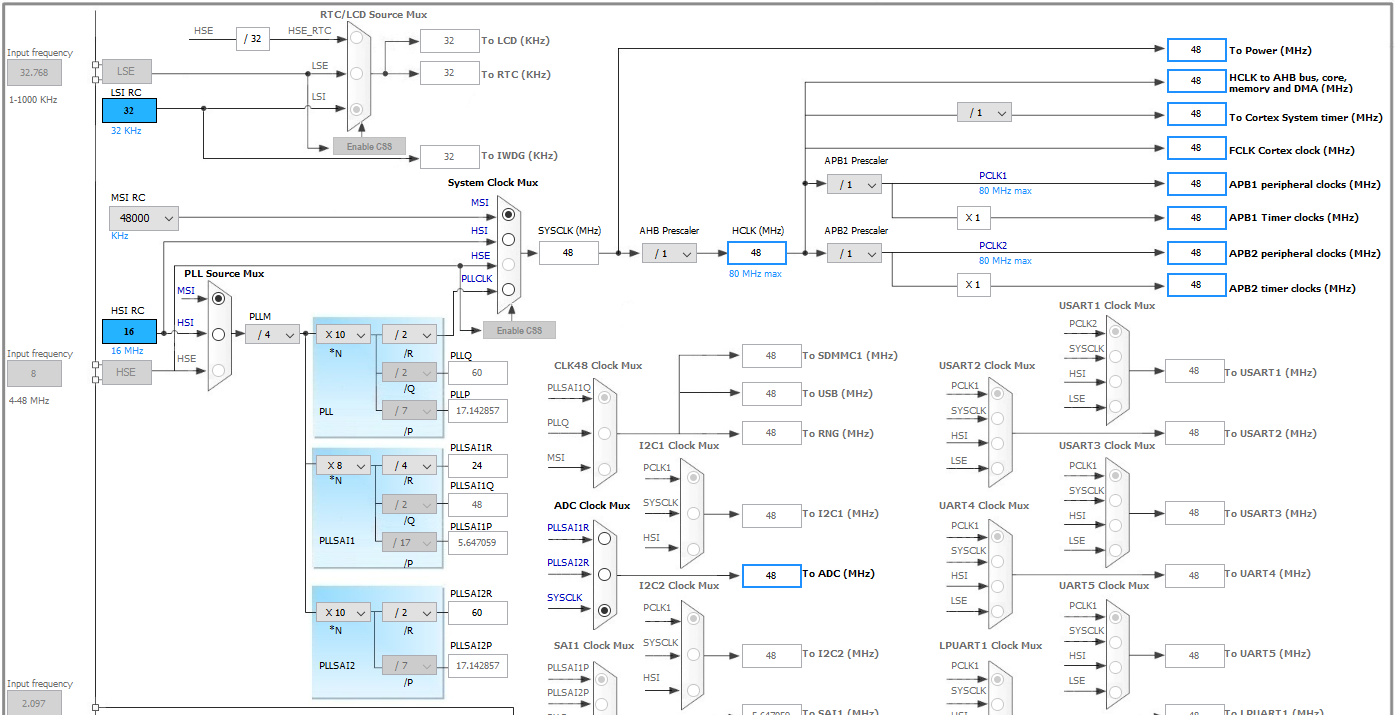 RTC/LCD Source Mux
HSE
/ 32
HSE_RTC
32
To LCD (KHz)
Input frequency
32.768
1-1000 KHz
LSE
LSE
32
To RTC (KHz)
LSI RC
32
32 KHz
LSI
Enable CSS
32
To IWDG (KHz)
48
To Power (MHz)
48
HCLK to AHB bus, core,
memory and DMA (MHz)
/ 1
48
To Cortex System timer (MHz)
48
FCLK Cortex clock (MHz)
APB1 Prescaler
/ 1
PCLK1
80 MHz max
48
APB1 peripheral clocks (MHz)
X 1
48
APB1 Timer clocks (MHz)
System Clock Mux
MSI RC
48000
KHz
MSI
HSI
HSE
PLLCLK
Enable CSS
SYSCLK (MHz)
48
AHB Prescaler
/ 1
HCLK (MHz)
48
80 MHz max
APB2 Prescaler
/ 1
PCLK2
80 MHz max
48
APB2 peripheral clocks (MHz)
X 1
48
APB2 timer clocks (MHz)
PLL Source Mux
MSI
HSI
HSE
HSI RC
16
16 MHz
HSE
Input frequency
8
4-48 MHz
PLLM
/ 4
X 10
*N
/ 2
/R
PLLQ
/ 2
60
/Q
PLLP
PLL
/ 7
17.142857
/P
PLLSAI1R
X 8
*N
/ 4
24
/R
PLLSAI1Q
/ 2
48
/Q
PLLSAI1P
PLLSAI1
/ 17
5.647059
/P
PLLSAI2R
X 10
*N
/ 2
60
/R
PLLSAI2P
PLLSAI2
/ 7
17.142857
/P
Input frequency
2.097
CLK48 Clock Mux
PLLSAI1Q
PLLQ
MSI
48
To SDMMC1 (MHz)
48
To USB (MHz)
48
To RNG (MHz)
I2C1 Clock Mux
PCLK1
SYSCLK
HSI
48
To I2C1 (MHz)
ADC Clock Mux
PLLSAI1R
PLLSAI2R
SYSCLK
48
To ADC (MHz)
I2C2 Clock Mux
PCLK1
SYSCLK
HSI
48
To I2C2 (MHz)
SAI1 Clock Mux
PLLSAI1P
PLLSAI2P
5.647059
To SAI1 (MHz)
USART1 Clock Mux
PCLK2
SYSCLK
HSI
LSE
48
To USART1 (MHz)
USART2 Clock Mux
PCLK1
SYSCLK
HSI
LSE
48
To USART2 (MHz)
USART3 Clock Mux
PCLK1
SYSCLK
HSI
LSE
48
To USART3 (MHz)
UART4 Clock Mux
PCLK1
SYSCLK
HSI
LSE
48
To UART4 (MHz)
UART5 Clock Mux
PCLK1
SYSCLK
HSI
LSE
48
To UART5 (MHz)
LPUART1 Clock Mux
PCLK1
SYSCLK
HSI
48
To LPUART1 (MHz)